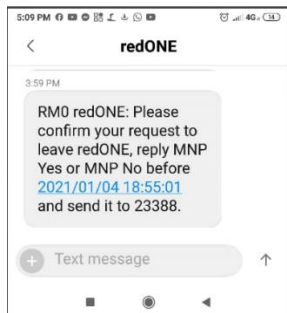 5:09 PM
4G 14
redONE
3:59 PM
RM0 redONE: Please
confirm your request to
leave redONE, reply MNP
Yes or MNP No before
2021/01/04 18:55:01
and send it to 23388.
Text message